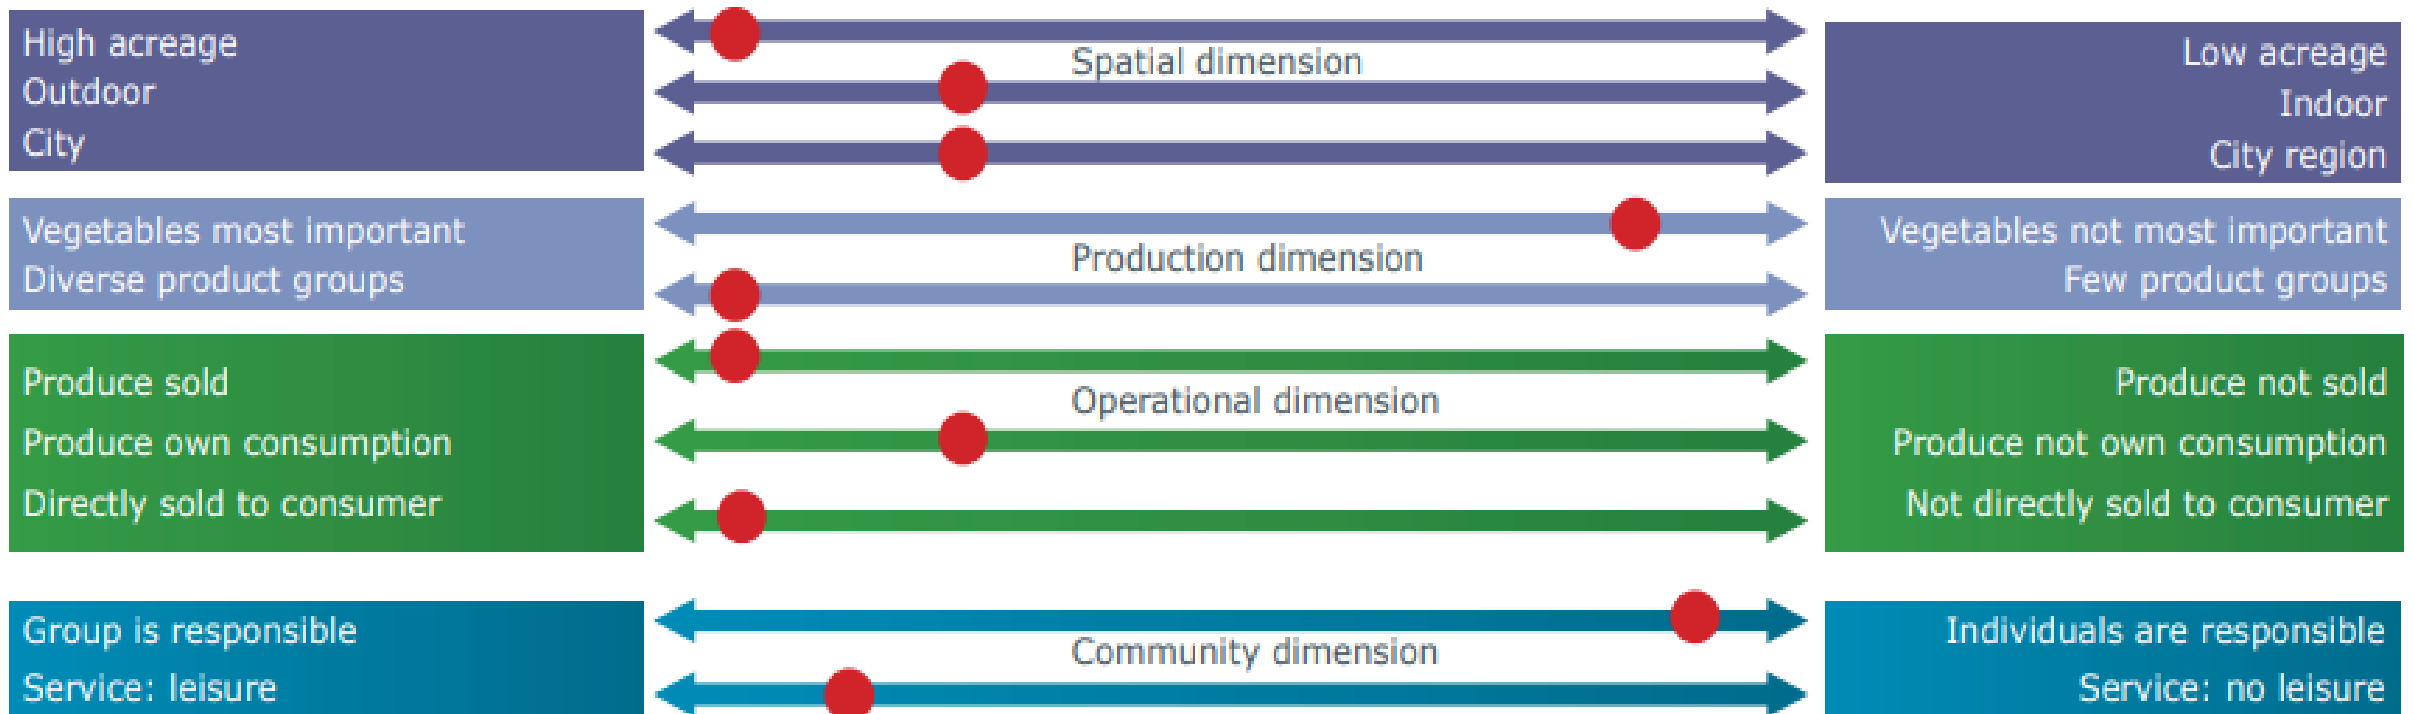 High acreage
Outdoor
City
Spatial dimension
Low acreage
Indoor
City region
Vegetables most important
Diverse product groups
Production dimension
Vegetables not most important
Few product groups
Produce sold
Produce own consumption
Directly sold to consumer
Operational dimension
Produce not sold
Produce not own consumption
Not directly sold to consumer
Group is responsible
Service: leisure
Community dimension
Individuals are responsible
Service: no leisure